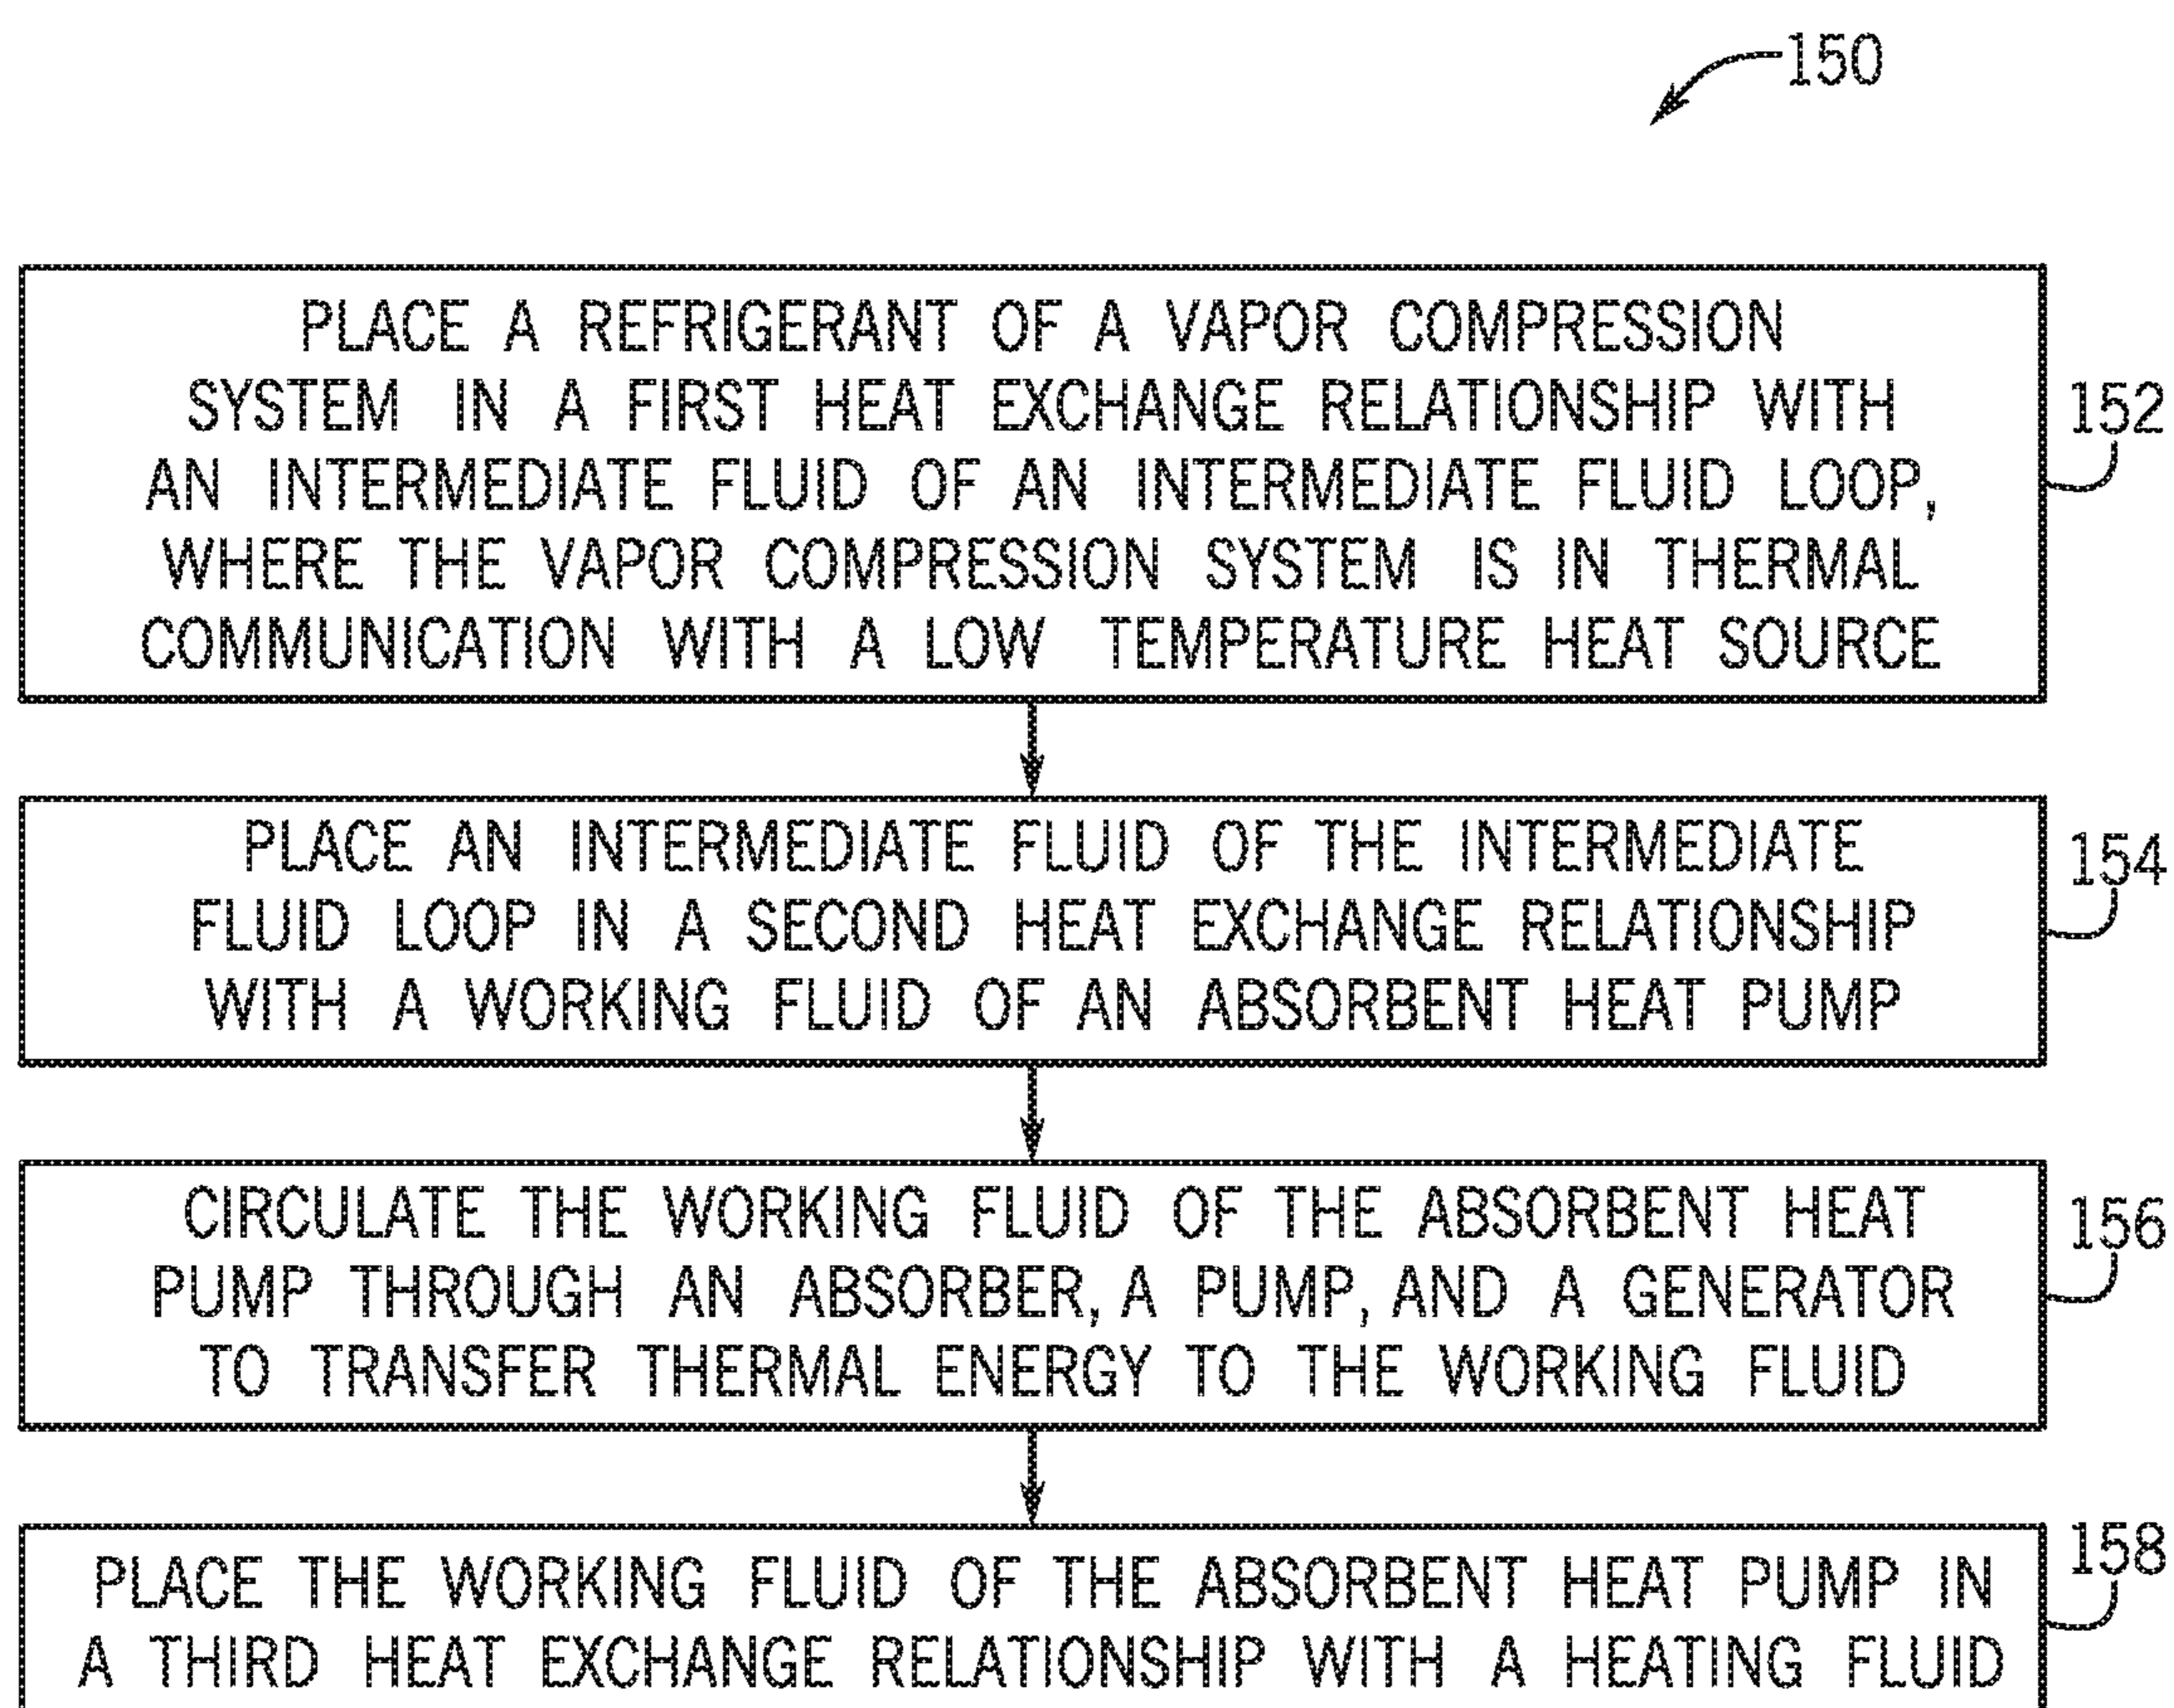 150
PLACE A REFRIGERANT OF A VAPOR COMPRESSION
SYSTEM IN A FIRST HEAT EXCHANGE RELATIONSHIP WITH
AN INTERMEDIATE FLUID OF AN INTERMEDIATE FLUID LOOP,
WHERE THE VAPOR COMPRESSION SYSTEM IS IN THERMAL
COMMUNICATION WITH A LOW TEMPERATURE HEAT SOURCE
152
PLACE AN INTERMEDIATE FLUID OF THE INTERMEDIATE
FLUID LOOP IN A SECOND HEAT EXCHANGE RELATIONSHIP
WITH A WORKING FLUID OF AN ABSORBENT HEAT PUMP
154
CIRCULATE THE WORKING FLUID OF THE ABSORBENT HEAT
PUMP THROUGH AN ABSORBER, A PUMP, AND A GENERATOR
TO TRANSFER THERMAL ENERGY TO THE WORKING FLUID
156
PLACE THE WORKING FLUID OF THE ABSORBENT HEAT PUMP IN
A THIRD HEAT EXCHANGE RELATIONSHIP WITH A HEATING FLUID
158